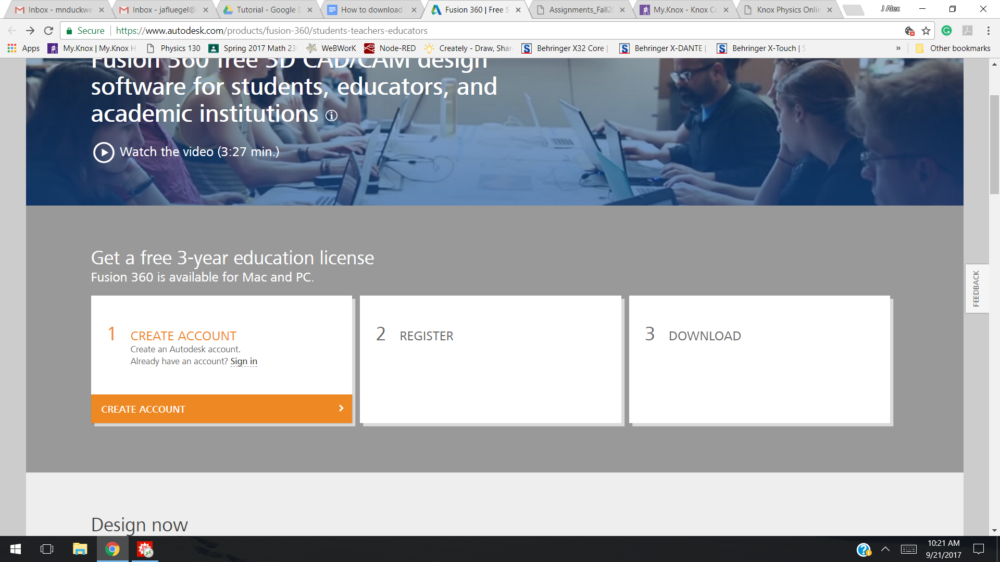 Inbox - mnduckwe
Inbox - jafluegel@
Tutorial - Google D
How to download
Fusion 360 | Free S
Assignments_Fall20
My.Knox - Knox Co
Knox Physics Onlin
J Alex
Secure
https://www.autodesk.com/products/fusion-360/students-teachers-educators
Apps
My.Knox | My.Knox H
Physics 130
Spring 2017 Math 230
WeBWorK
Node-RED
Creately - Draw, Shar
Behringer X32 Core |
Behringer X-DANTE |
Behringer X-Touch | S
»
Other bookmarks
Fusion 360 free 3D CAD/CAM design
software for students, educators, and
academic institutions
Watch the video (3:27 min.)
Get a free 3-year education license
Fusion 360 is available for Mac and PC.
1 CREATE ACCOUNT
Create an Autodesk account.
Already have an account? Sign in
CREATE ACCOUNT
2 REGISTER
3 DOWNLOAD
FEEDBACK
Design now
10:21 AM
9/21/2017